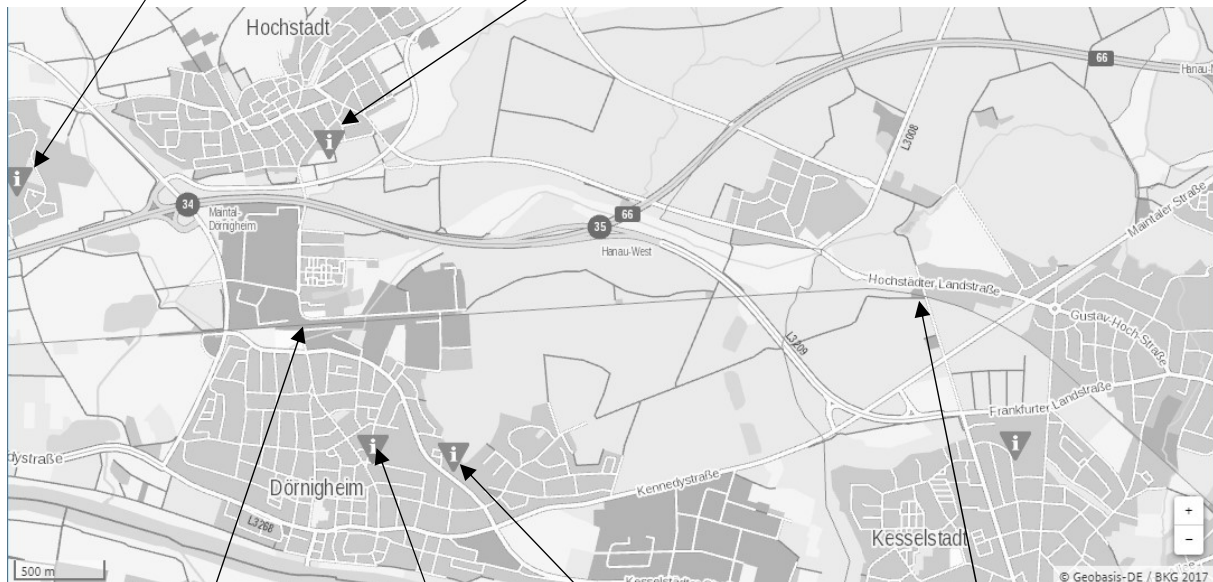 Hochstadt
66
Hanau-N
i
L3008
i
Maintaler Straße
34
Maintal-
Dörnigheim
66
35
Hanau-West
Hochstädter Landstraße
Gustav-Hoch-Straße
L3209
Frankfurter Landstraße
i
i
i
dystraße
Dörnigheim
Kennedystraße
L3268
Kesselstadt
+
−
500 m
© Geobasis-DE / BKG 2017